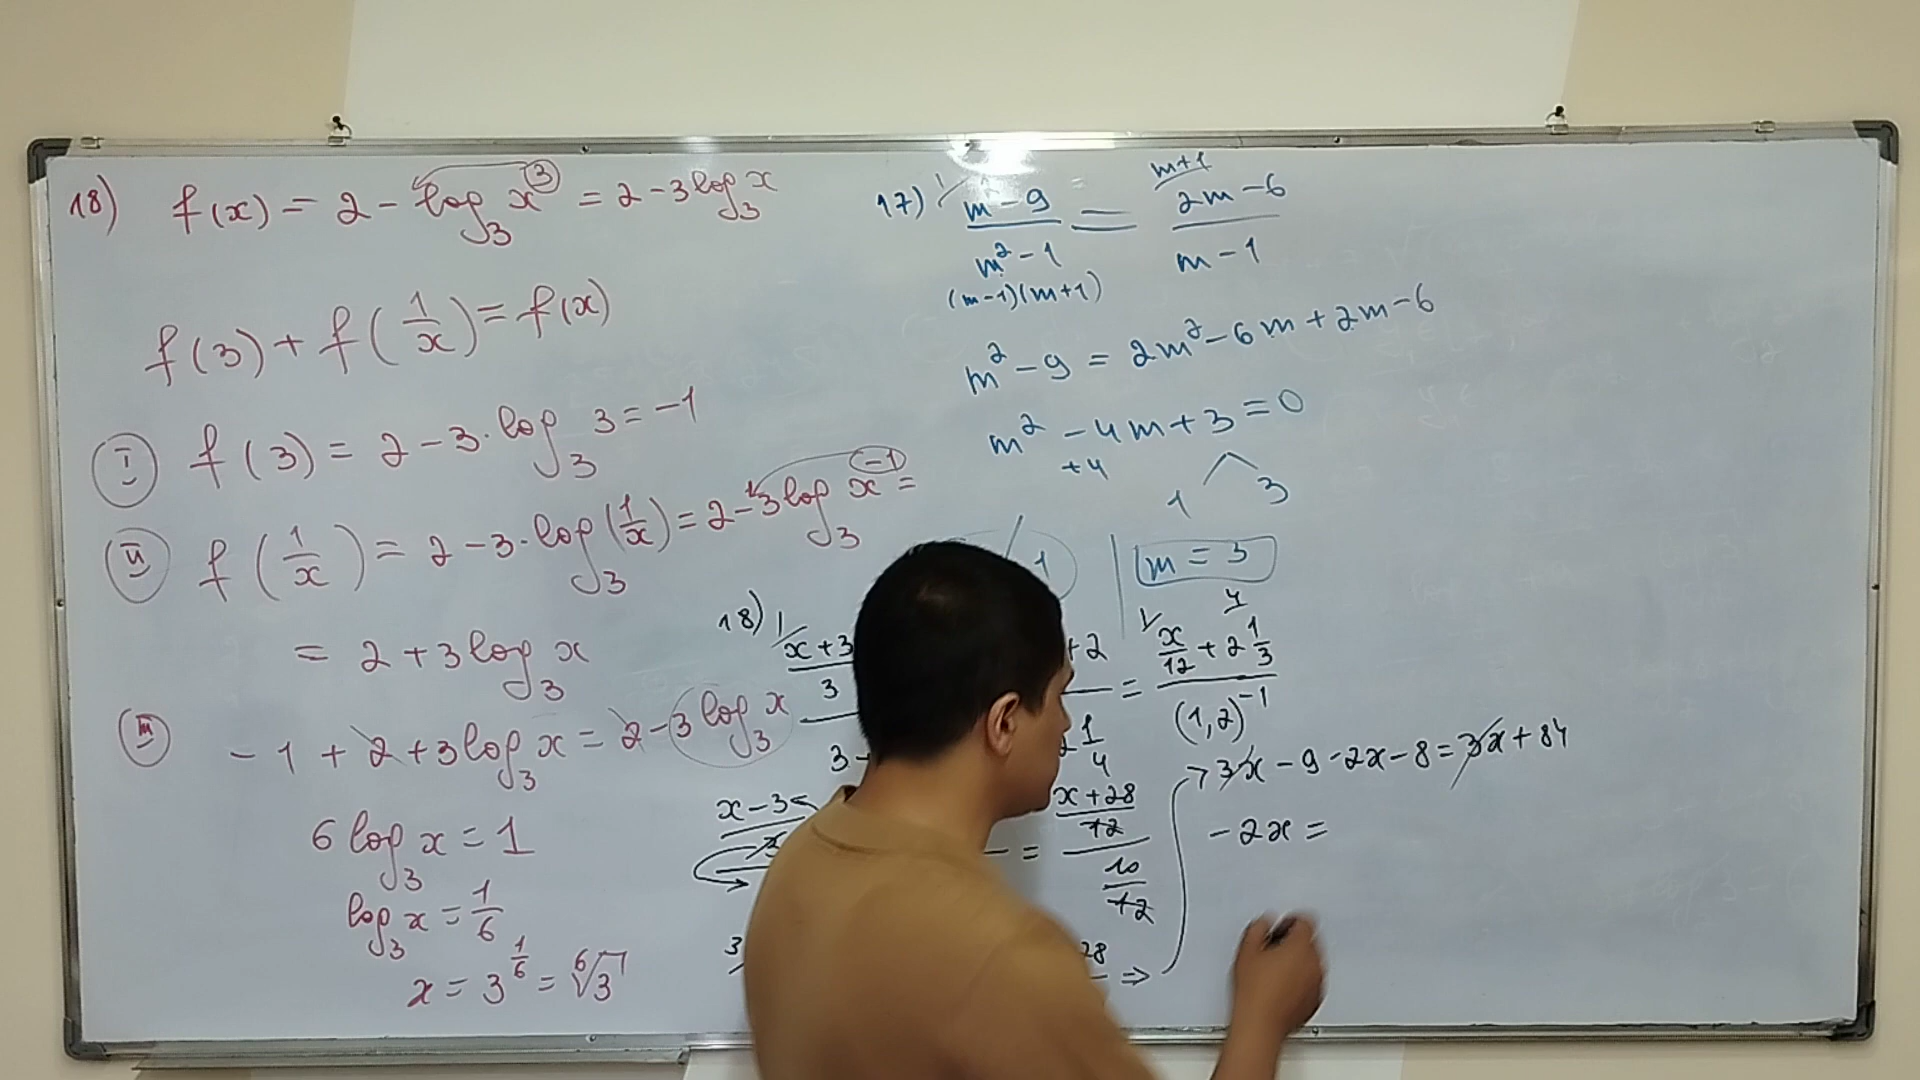 18) f(x) = 2 - log₃ x³ = 2 - 3 log₃ x
f(3) + f(1/x) = f(x)
I f(3) = 2 - 3 · log₃ 3 = -1
II f(1/x) = 2 - 3 · log₃ (1/x) = 2 - 3 log₃ x⁻¹ =
= 2 + 3 log₃ x
III -1 + 2 + 3 log₃ x = 2 - 3 log₃ x
6 log₃ x = 1
log₃ x = 1/6
x = 3^(1/6) = ⁶√3
17) (m² - 9)/(m² - 1) = (2m - 6)/(m - 1)
m+1
(m-1)(m+1)
m² - 9 = 2m² - 6m + 2m - 6
m² - 4m + 3 = 0
+4
1 3
1 | m = 3
18) x + 3 / 3
+ 2
= (x/12 + 2 1/3) / (1,2)⁻¹
4
3 -
1/4
x - 3
= ((x + 28)/12) / (10/12)
28 ⇒
→ 3x - 9 - 2x - 8 = 3x + 84
-2x =